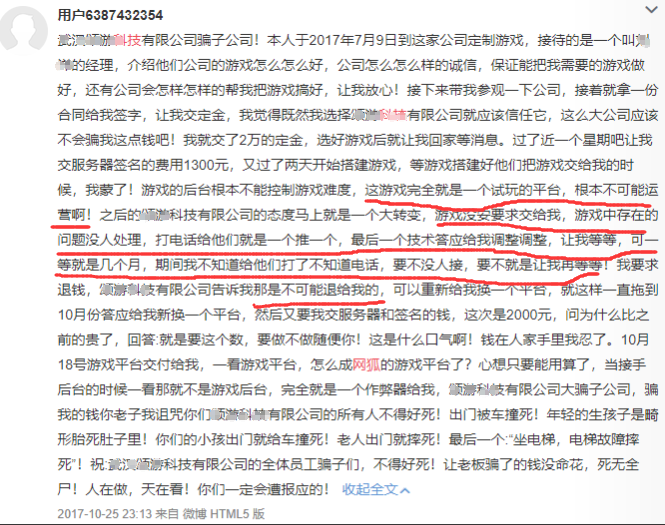 用户6387432354
武汉颂游科技有限公司骗子公司！本人于2017年7月9日到这家公司定制游戏，接待的是一个叫
的经理，介绍他们公司的游戏怎么怎么好，公司怎么怎么样的诚信，保证能把我需要的游戏做
好，还有公司会怎样怎样的帮我把游戏搞好，让我放心！接下来带我参观一下公司，接着就拿一份
合同给我签字，让我交定金，我觉得既然我选择颂游科技有限公司就应该信任它，这么大公司应该
不会骗我这点钱吧！我就交了2万的定金，选好游戏后就让我回家等消息。过了近一个星期吧让我
交服务器签名的费用1300元，又过了两天开始搭建游戏，等游戏搭建好他们把游戏交给我的时
候，我蒙了！游戏的后台根本不能控制游戏难度，这游戏完全就是一个试玩的平台，根本不可能运
营啊！之后的颂游科技有限公司的态度马上就是一个大转变，游戏没安要求交给我，游戏中存在的
问题没人处理，打电话给他们就是一个推一个，最后一个技术答应给我调整调整，让我等等，可一
等就是几个月，期间我不知道给他们打了不知道电话，要不没人接，要不就是让我再等等！我要求
退钱，颂游科技有限公司告诉我那是不可能退给我的，可以重新给我换一个平台，就这样一直拖到
10月份答应给我新换一个平台，然后又要我交服务器和签名的钱，这次是2000元，问为什么比之
前的贵了，回答:就是要这个数，要做不做随便你！这是什么口气啊！钱在人家手里我忍了。10月
18号游戏平台交付给我，一看游戏平台，怎么成网狐的游戏平台了？心想只要能用算了，当接手
后台的时候一看那就不是游戏后台，完全就是一个作弊器给我，颂游科技有限公司大骗子公司，骗
我的钱你老子我诅咒你们颂游科技有限公司的所有人不得好死！出门被车撞死！年轻的生孩子是畸
形胎死肚子里！你们的小孩出门就给车撞死！老人出门就摔死！最后一个:“坐电梯，电梯故障摔
死”！祝:武汉颂游科技有限公司的全体员工骗子们，不得好死！让老板骗了的钱没命花，死无全
尸！人在做，天在看！你们一定会遭报应的！ 收起全文
2017-10-25 23:13 来自 微博 HTML5 版